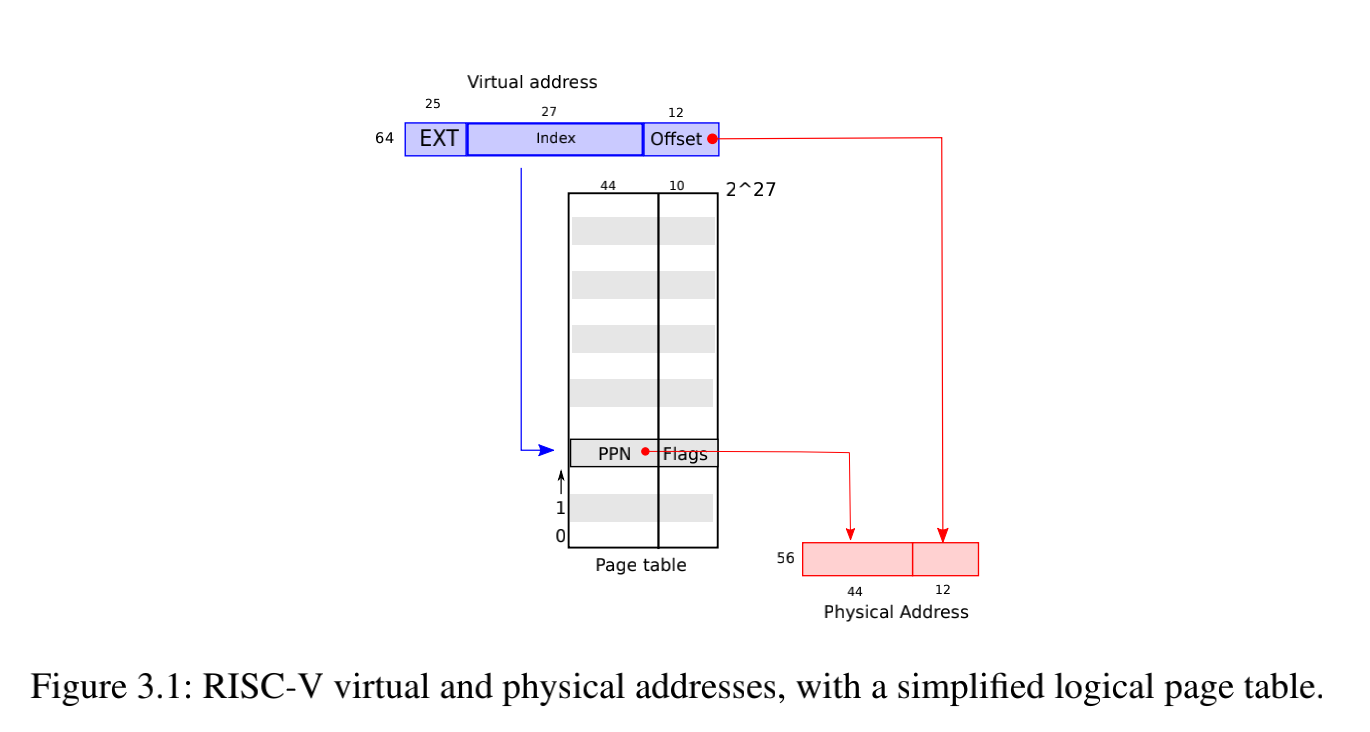 Virtual address
25
27
12
64
EXT
Index
Offset
44
10
2^27
PPN
Flags
1
0
Page table
56
44
12
Physical Address
Figure 3.1: RISC-V virtual and physical addresses, with a simplified logical page table.